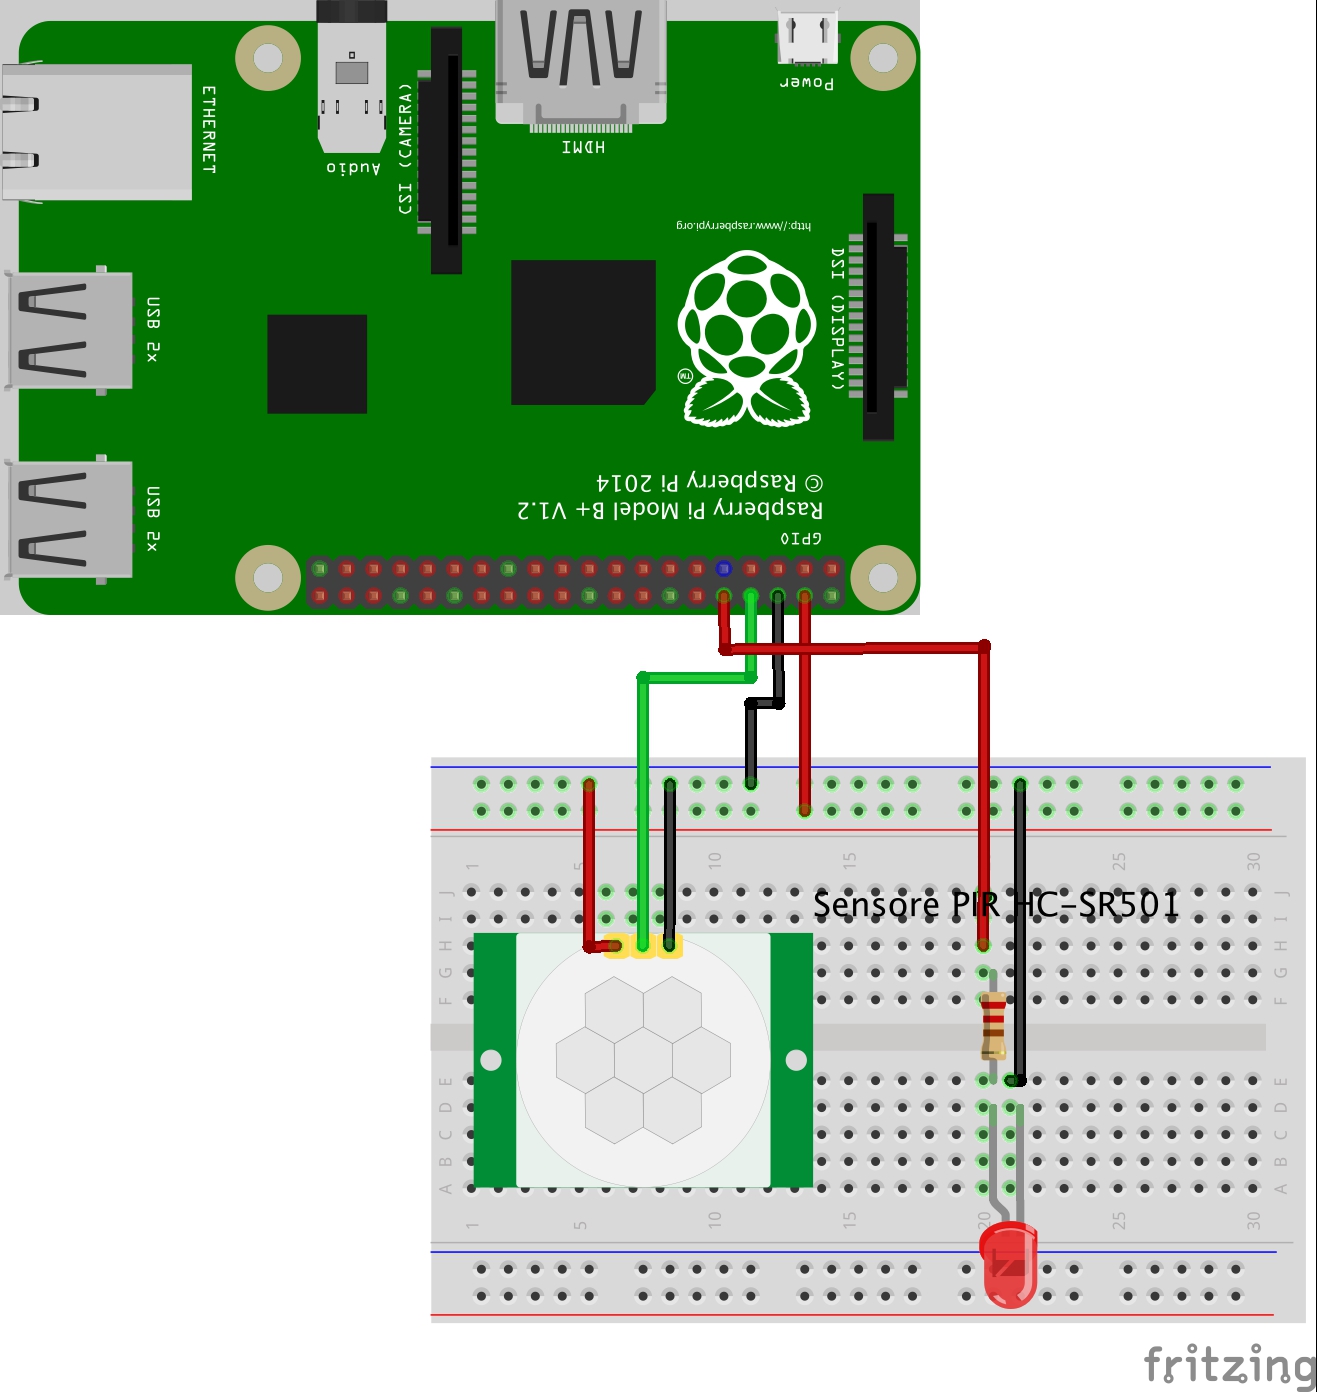 ETHERNET
Audio
CSI (CAMERA)
HDMI
Power
http://www.raspberrypi.org
DSI (DISPLAY)
TM
USB 2x
USB 2x
© Raspberry Pi 2014
Raspberry Pi Model B+ V1.2
GPIO
1 5 10 15 25 30
J J
I I
Sensore PIR HC-SR501
H H
G G
F F
E E
D D
C C
B B
A A
1 5 10 15 20 25 30
fritzing